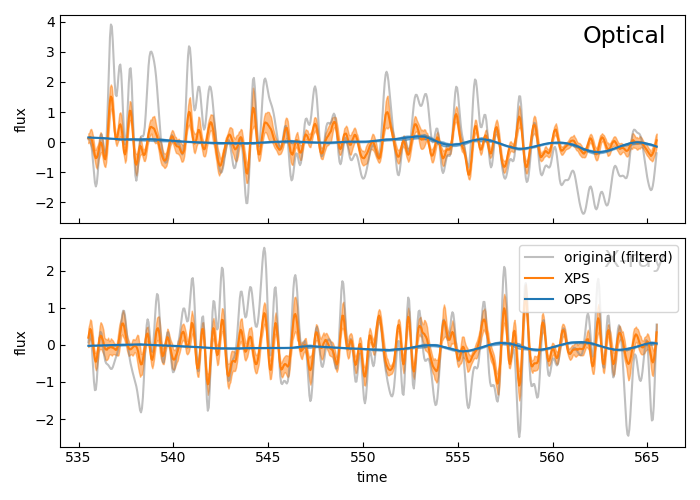 Optical
flux
4
3
2
1
0
−1
−2
X-ray
original (filterd)
XPS
OPS
flux
2
1
0
−1
−2
535
540
545
550
555
560
565
time